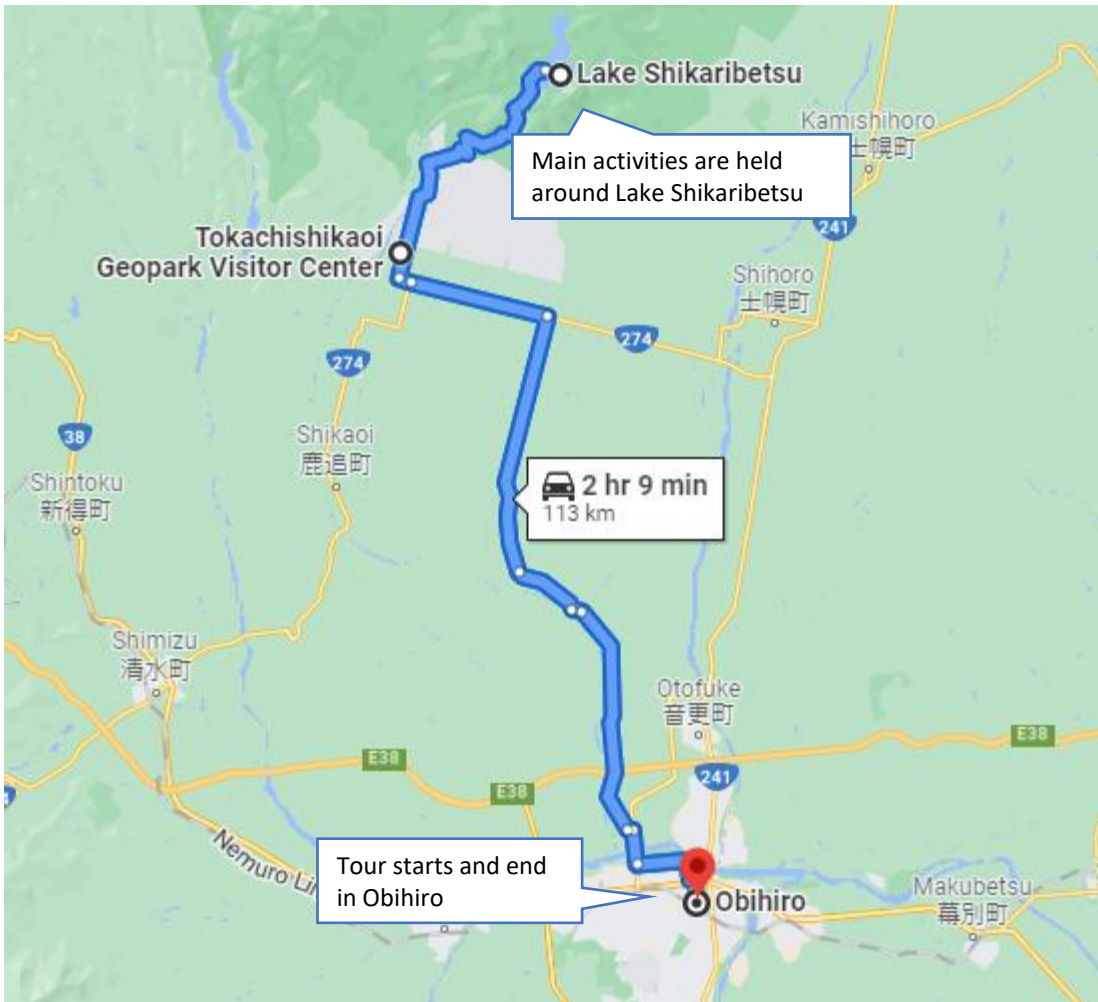 Lake Shikaribetsu
Kamishihoro
士幌町
Main activities are held
around Lake Shikaribetsu
241
Tokachishikaoi
Geopark Visitor Center
Shihoro
士幌町
274
274
38
Shikaoi
鹿追町
Shintoku
新得町
2 hr 9 min
113 km
Shimizu
清水町
Otofuke
音更町
E38
E38
E38
241
Nemuro Li
Tour starts and end
in Obihiro
Obihiro
Makubetsu
幕別町